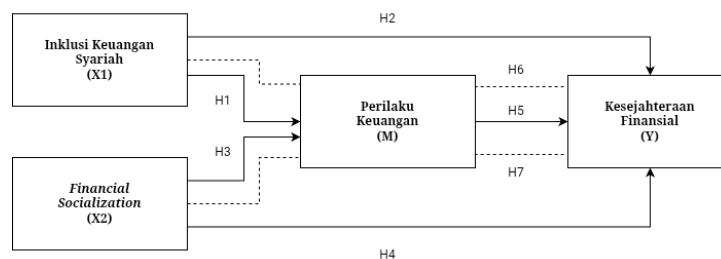 H2
Inklusi Keuangan
Syariah
(X1)
H1
H6
Perilaku
Keuangan
(M)
H5
Kesejahteraan
Finansial
(Y)
H3
Financial
Socialization
(X2)
H7
H4